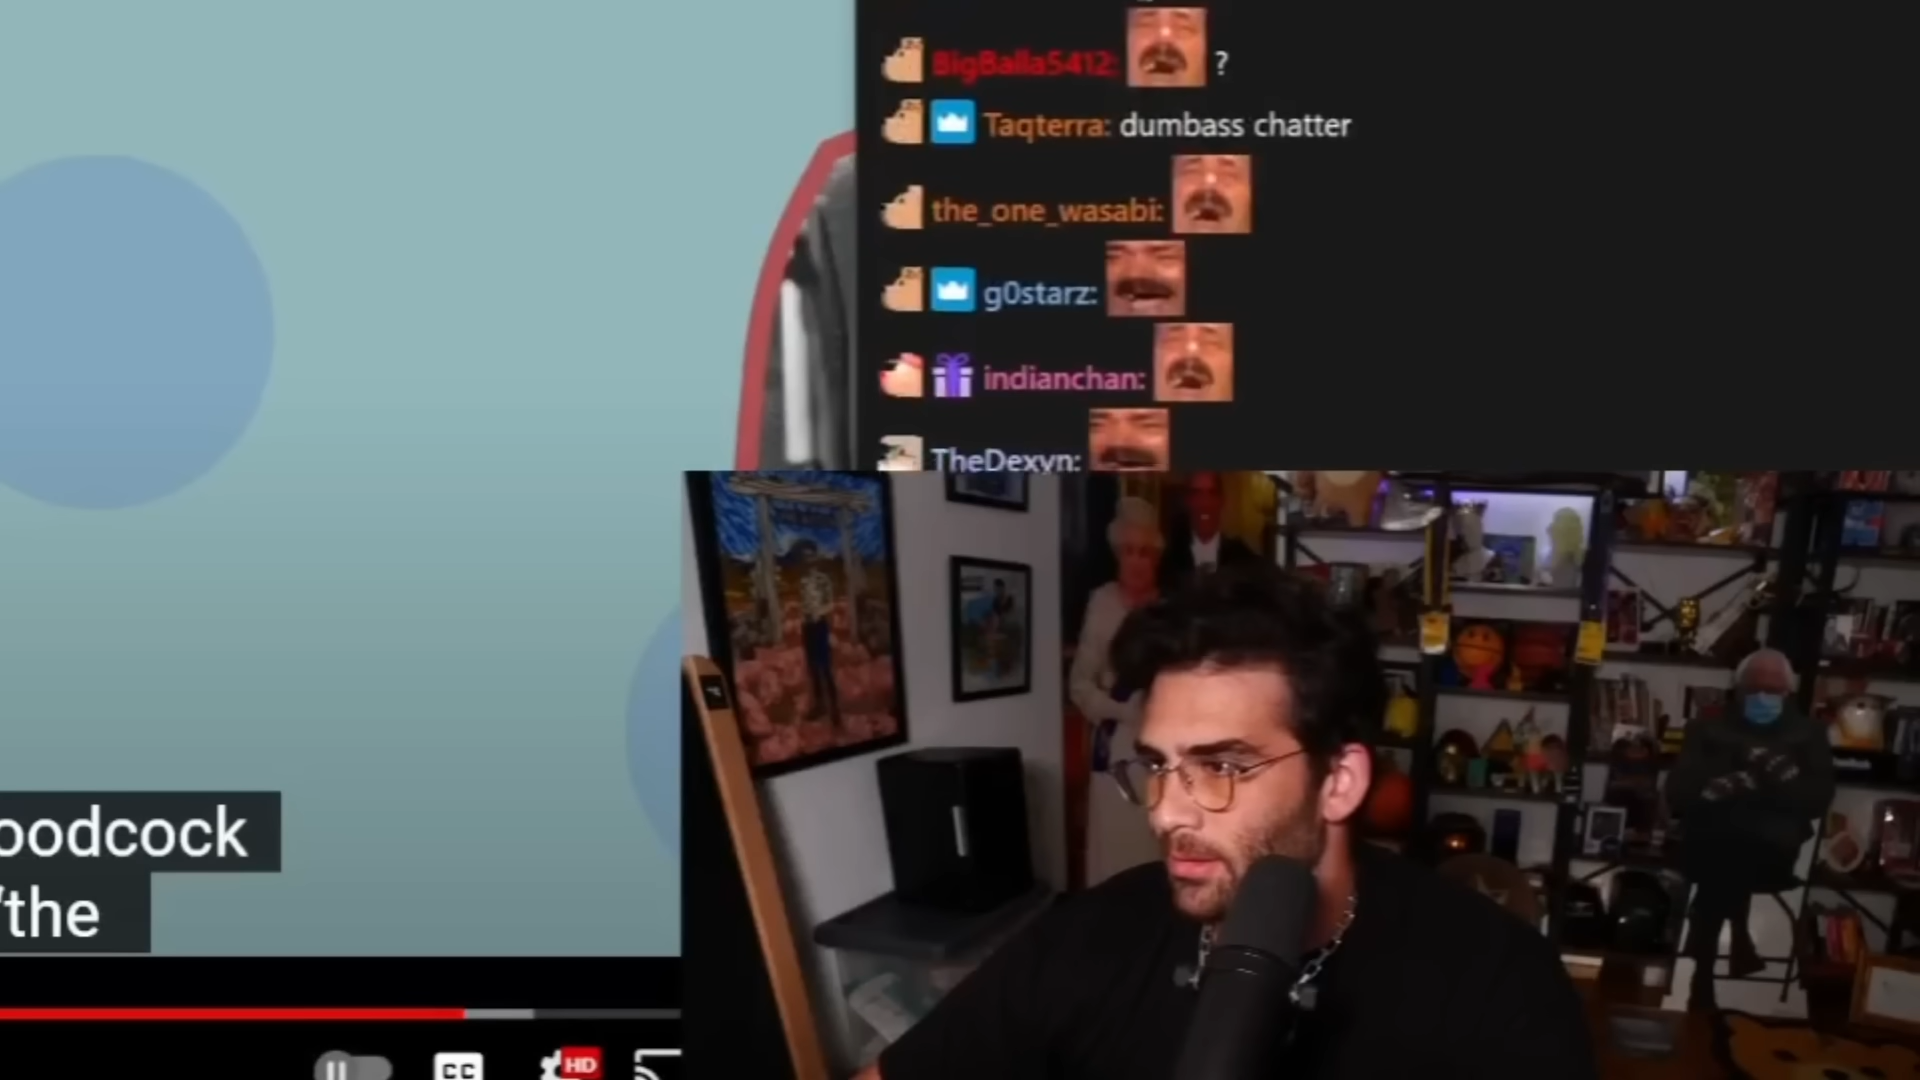 BigBalla5412: ?
Taqterra: dumbass chatter
the_one_wasabi:
g0starz:
indianchan:
TheDexyn:
oodcock
"the
CC
HD